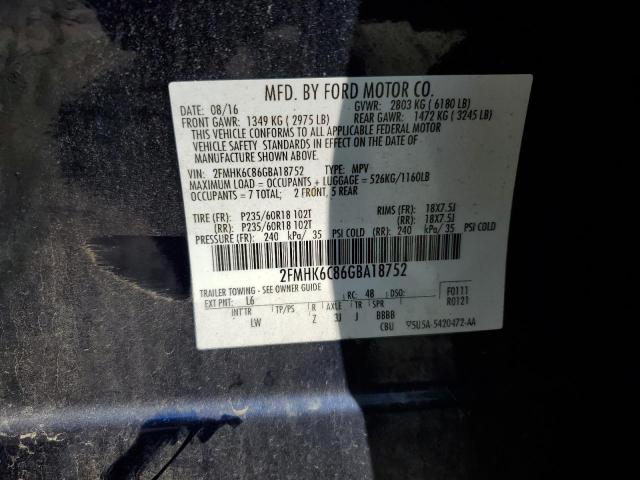 MFD. BY FORD MOTOR CO.
DATE: 08/16 GVWR: 2803 KG ( 6180 LB)
FRONT GAWR: 1349 KG ( 2975 LB) REAR GAWR: 1472 KG ( 3245 LB)
THIS VEHICLE CONFORMS TO ALL APPLICABLE FEDERAL MOTOR
VEHICLE SAFETY STANDARDS IN EFFECT ON THE DATE OF
MANUFACTURE SHOWN ABOVE.
VIN: 2FMHK6C86GBA18752 TYPE: MPV
MAXIMUM LOAD = OCCUPANTS + LUGGAGE = 526KG/1160LB
OCCUPANTS = 7 TOTAL; 2 FRONT, 5 REAR
TIRE (FR): P235/60R18 102T RIMS (FR): 18X7.5J
(RR): P235/60R18 102T (RR): 18X7.5J
PRESSURE (FR): 240 kPa/ 35 PSI COLD (RR): 240 kPa/ 35 PSI COLD
2FMHK6C86GBA18752
TRAILER TOWING - SEE OWNER GUIDE
EXT PNT: L6 RC: 48 DSO: F0111
R0121
INT TR TP/PS R AXLE TR SPR
LW Z 3J J BBBB
CBU 5U5A-5420472-AA